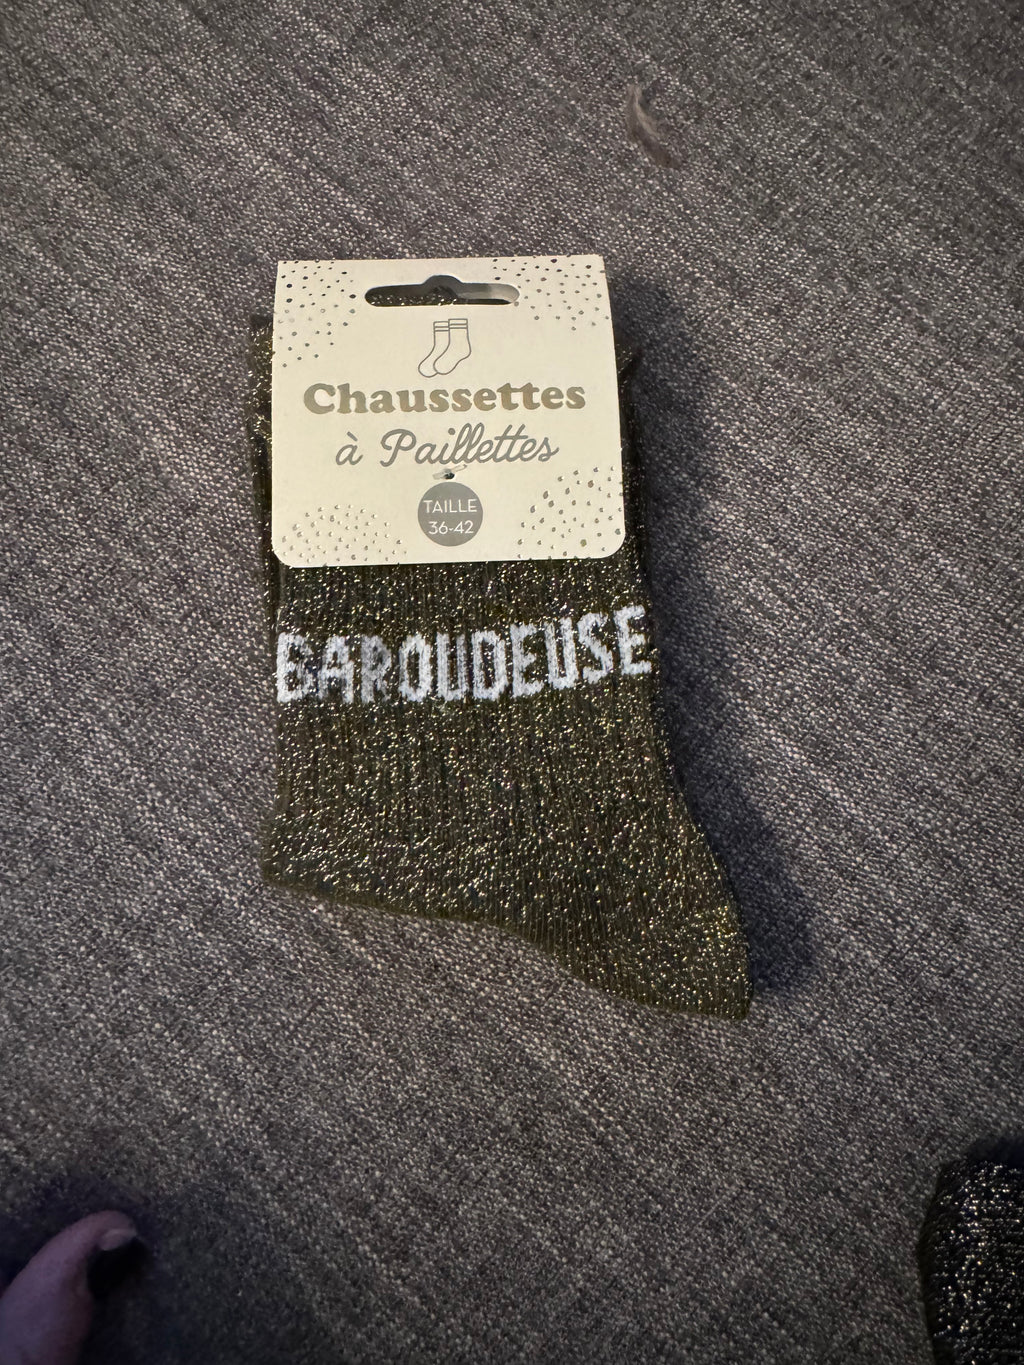 Chaussettes
à Paillettes
TAILLE
36-42
BAROUDEUSE